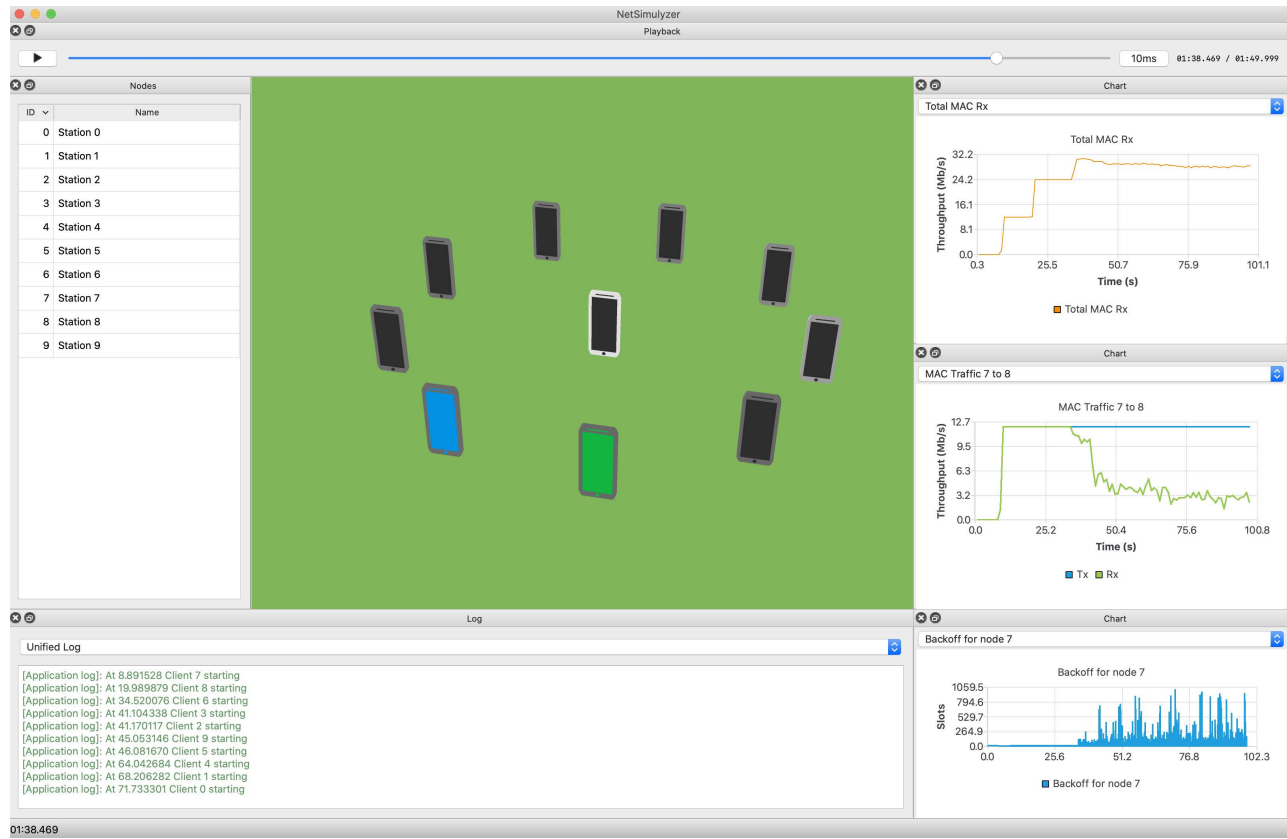 NetSimulyzer
Playback
10ms
01:38.469 / 01:49.999
Nodes
ID Name
0 Station 0
1 Station 1
2 Station 2
3 Station 3
4 Station 4
5 Station 5
6 Station 6
7 Station 7
8 Station 8
9 Station 9
Chart
Total MAC Rx
Total MAC Rx
Throughput (Mb/s)
32.2
24.2
16.1
8.1
0.0
0.3 25.5 50.7 75.9 101.1
Time (s)
Total MAC Rx
Chart
MAC Traffic 7 to 8
MAC Traffic 7 to 8
Throughput (Mb/s)
12.7
9.5
6.3
3.2
0.0
0.0 25.2 50.4 75.6 100.8
Time (s)
Tx Rx
Log
Unified Log
[Application log]: At 8.891528 Client 7 starting
[Application log]: At 19.989879 Client 8 starting
[Application log]: At 34.520076 Client 6 starting
[Application log]: At 41.104338 Client 3 starting
[Application log]: At 41.170117 Client 2 starting
[Application log]: At 45.053146 Client 9 starting
[Application log]: At 46.081670 Client 5 starting
[Application log]: At 64.042684 Client 4 starting
[Application log]: At 68.206282 Client 1 starting
[Application log]: At 71.733301 Client 0 starting
Chart
Backoff for node 7
Backoff for node 7
Slots
1059.5
794.6
529.7
264.9
0.0
0.0 25.6 51.2 76.8 102.3
Backoff for node 7
01:38.469